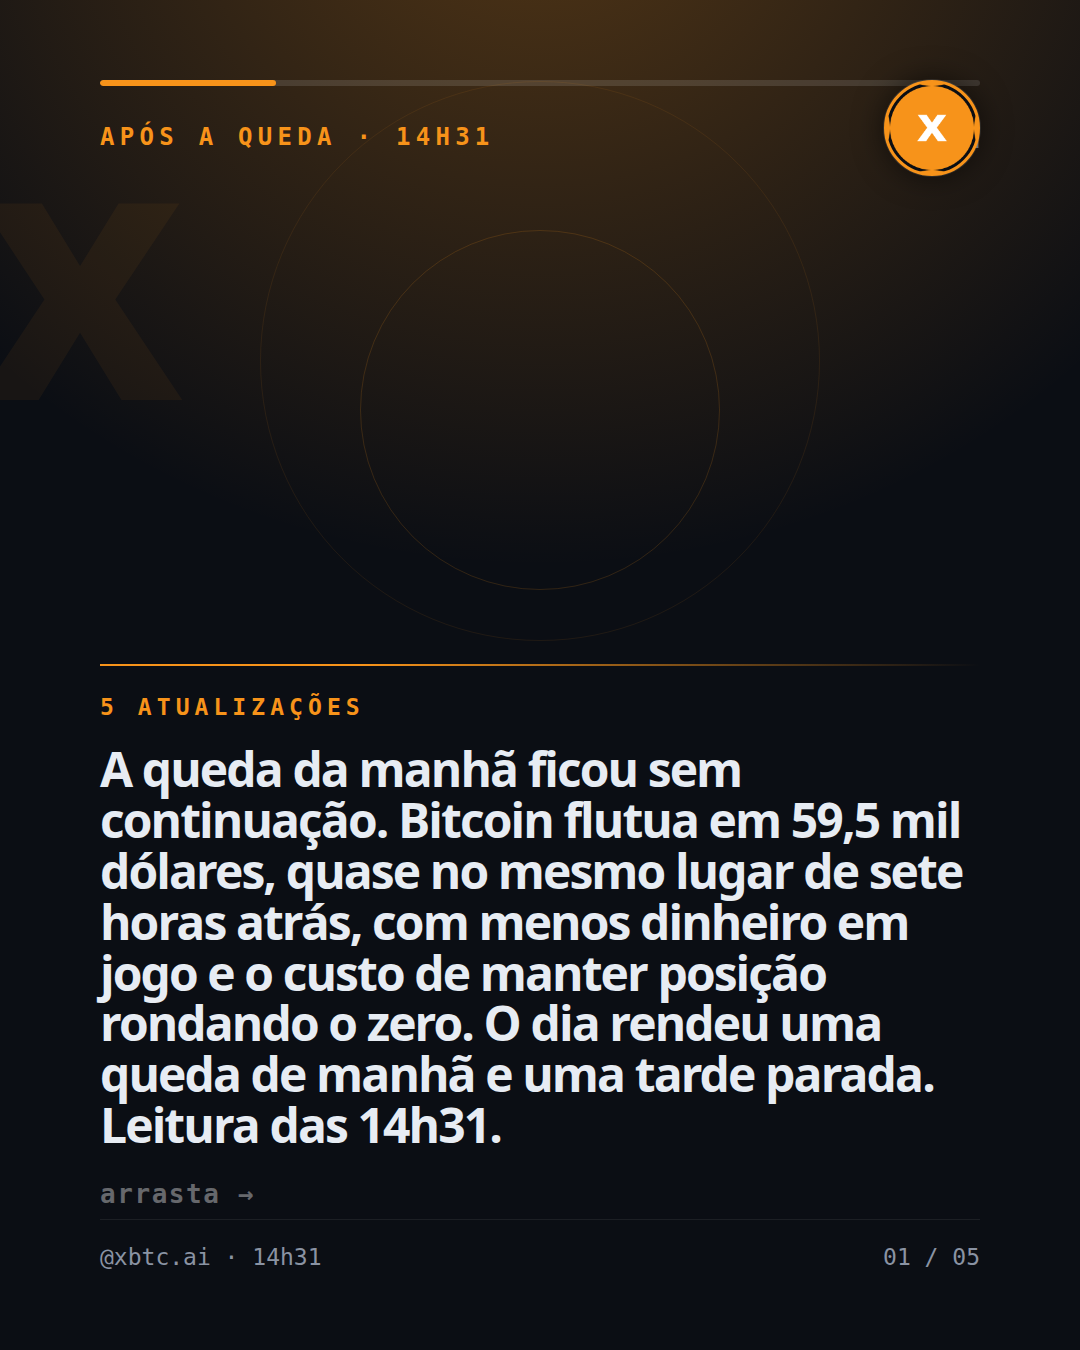 APÓS A QUEDA · 14H31
X
X
5 ATUALIZAÇÕES
A queda da manhã ficou sem
continuação. Bitcoin flutua em 59,5 mil
dólares, quase no mesmo lugar de sete
horas atrás, com menos dinheiro em
jogo e o custo de manter posição
rondando o zero. O dia rendeu uma
queda de manhã e uma tarde parada.
Leitura das 14h31.
arrasta →
@xbtc.ai · 14h31
01 / 05